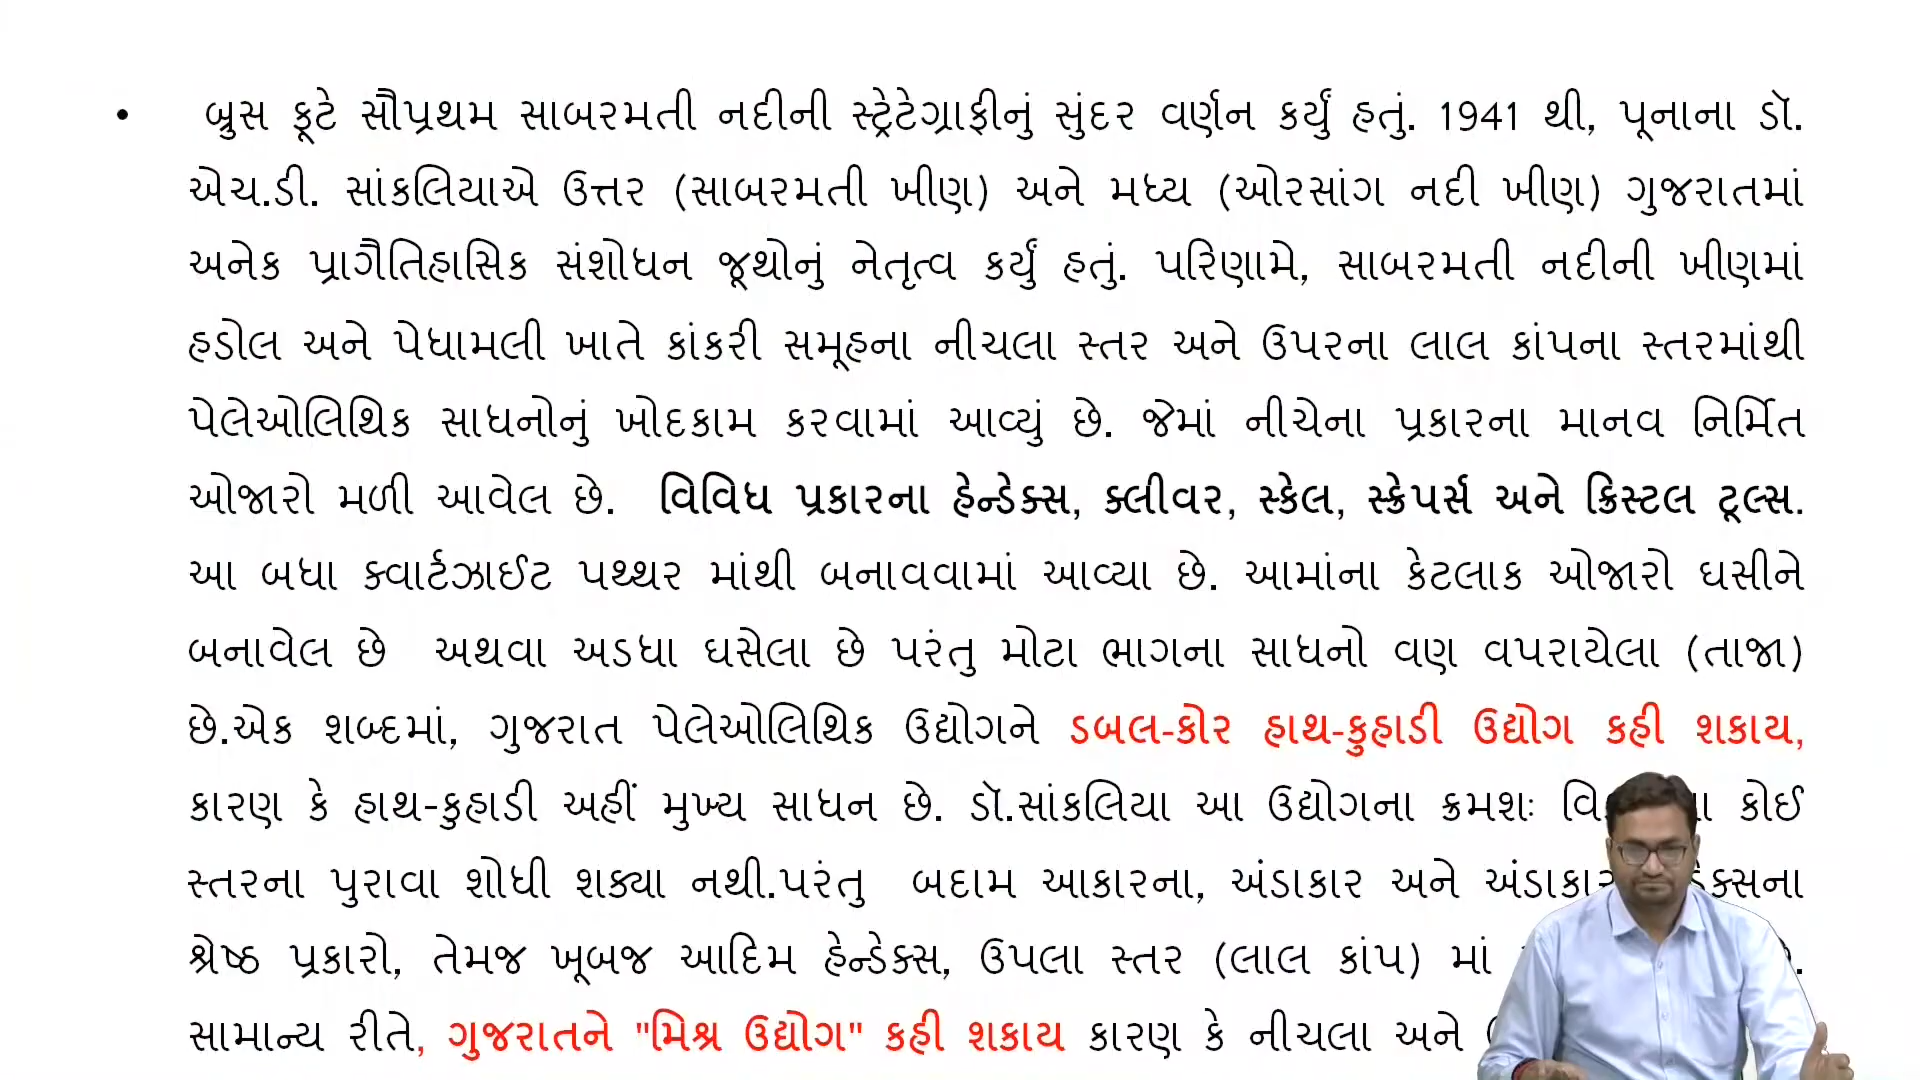 • બ્રુસ ફૂટે સૌપ્રથમ સાબરમતી નદીની સ્ટ્રેટેગ્રાફીનું સુંદર વર્ણન કર્યું હતું. 1941 થી, પૂનાના ડૉ.
એચ.ડી. સાંકલિયાએ ઉત્તર (સાબરમતી ખીણ) અને મધ્ય (ઓરસાંગ નદી ખીણ) ગુજરાતમાં
અનેક પ્રાગૈતિહાસિક સંશોધન જૂથોનું નેતૃત્વ કર્યું હતું. પરિણામે, સાબરમતી નદીની ખીણમાં
હડોલ અને પેધામલી ખાતે કાંકરી સમૂહના નીચલા સ્તર અને ઉપરના લાલ કાંપના સ્તરમાંથી
પેલેઓલિથિક સાધનોનું ખોદકામ કરવામાં આવ્યું છે. જેમાં નીચેના પ્રકારના માનવ નિર્મિત
ઓજારો મળી આવેલ છે. વિવિધ પ્રકારના હેન્ડેક્સ, ક્લીવર, સ્કેલ, સ્ક્રેપર્સ અને ક્રિસ્ટલ ટૂલ્સ.
આ બધા ક્વાર્ટઝાઈટ પથ્થર માંથી બનાવવામાં આવ્યા છે. આમાંના કેટલાક ઓજારો ઘસીને
બનાવેલ છે અથવા અડધા ઘસેલા છે પરંતુ મોટા ભાગના સાધનો વણ વપરાયેલા (તાજા)
છે.એક શબ્દમાં, ગુજરાત પેલેઓલિથિક ઉદ્યોગને ડબલ-કોર હાથ-કુહાડી ઉદ્યોગ કહી શકાય,
કારણ કે હાથ-કુહાડી અહીં મુખ્ય સાધન છે. ડૉ.સાંકલિયા આ ઉદ્યોગના ક્રમશઃ કોઈ
સ્તરના પુરાવા શોધી શક્યા નથી.પરંતુ બદામ આકારના, અંડાકાર અને
શ્રેષ્ઠ પ્રકારો, તેમજ ખૂબજ આદિમ હેન્ડેક્સ, ઉપલા સ્તર (લાલ કાંપ) માં
સામાન્ય રીતે, ગુજરાતને "મિશ્ર ઉદ્યોગ" કહી શકાય કારણ કે નીચલા અને